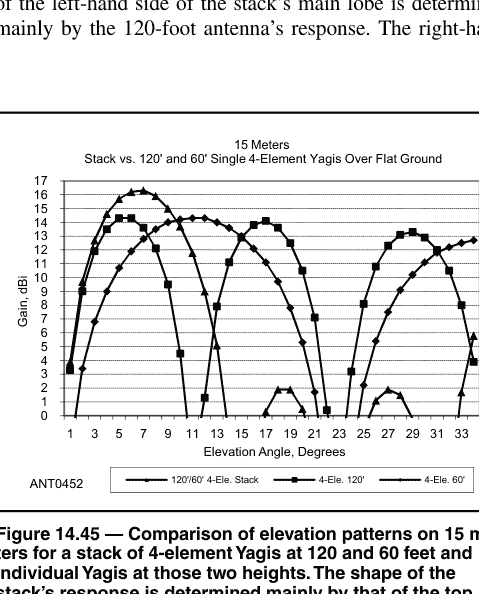 of the left-hand side of the stack's main lobe is
mainly by the 120-foot antenna's response. The
15 Meters
Stack vs. 120' and 60' Single 4-Element Yagis Over Flat Ground
17
16
15
14
13
12
11
10
9
8
7
6
5
4
3
2
1
0
Gain, dBi
1 3 5 7 9 11 13 15 17 19 21 23 25 27 29 31 33
Elevation Angle, Degrees
ANT0452
120'/60' 4-Ele. Stack 4-Ele. 120' 4-Ele. 60'
Figure 14.45 — Comparison of elevation patterns on 15 m
ters for a stack of 4-element Yagis at 120 and 60 feet and
individual Yagis at those two heights. The shape of the
stack's response is determined mainly by that of the top